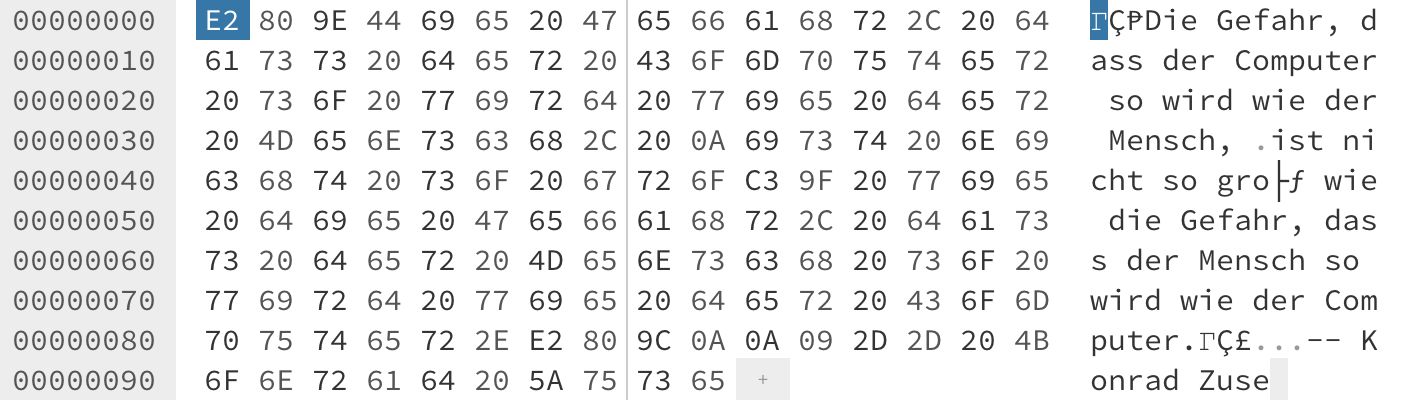 00000000 E2 80 9E 44 69 65 20 47 65 66 61 68 72 2C 20 64 ΓÇ₧Die Gefahr, d
00000010 61 73 73 20 64 65 72 20 43 6F 6D 70 75 74 65 72 ass der Computer
00000020 20 73 6F 20 77 69 72 64 20 77 69 65 20 64 65 72  so wird wie der
00000030 20 4D 65 6E 73 63 68 2C 20 0A 69 73 74 20 6E 69  Mensch, .ist ni
00000040 63 68 74 20 73 6F 20 67 72 6F C3 9F 20 77 69 65 cht so gro├ƒ wie
00000050 20 64 69 65 20 47 65 66 61 68 72 2C 20 64 61 73  die Gefahr, das
00000060 73 20 64 65 72 20 4D 65 6E 73 63 68 20 73 6F 20 s der Mensch so
00000070 77 69 72 64 20 77 69 65 20 64 65 72 20 43 6F 6D wird wie der Com
00000080 70 75 74 65 72 2E E2 80 9C 0A 0A 09 2D 2D 20 4B puter.ΓÇ£...-- K
00000090 6F 6E 72 61 64 20 5A 75 73 65 + onrad Zuse